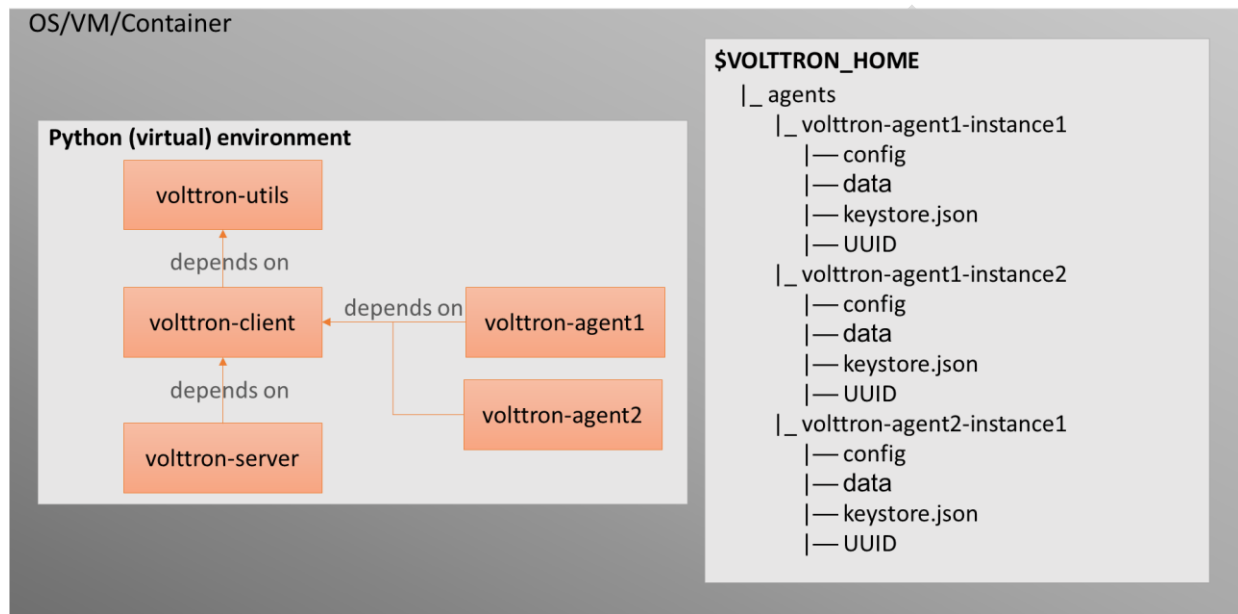 OS/VM/Container
Python (virtual) environment
volttron-utils
depends on
volttron-client
depends on
volttron-agent1
depends on
volttron-agent2
volttron-server
$VOLTTRON_HOME
|_ agents
|_ volttron-agent1-instance1
|— config
|— data
|— keystore.json
|— UUID
|_ volttron-agent1-instance2
|— config
|— data
|— keystore.json
|— UUID
|_ volttron-agent2-instance1
|— config
|— data
|— keystore.json
|— UUID